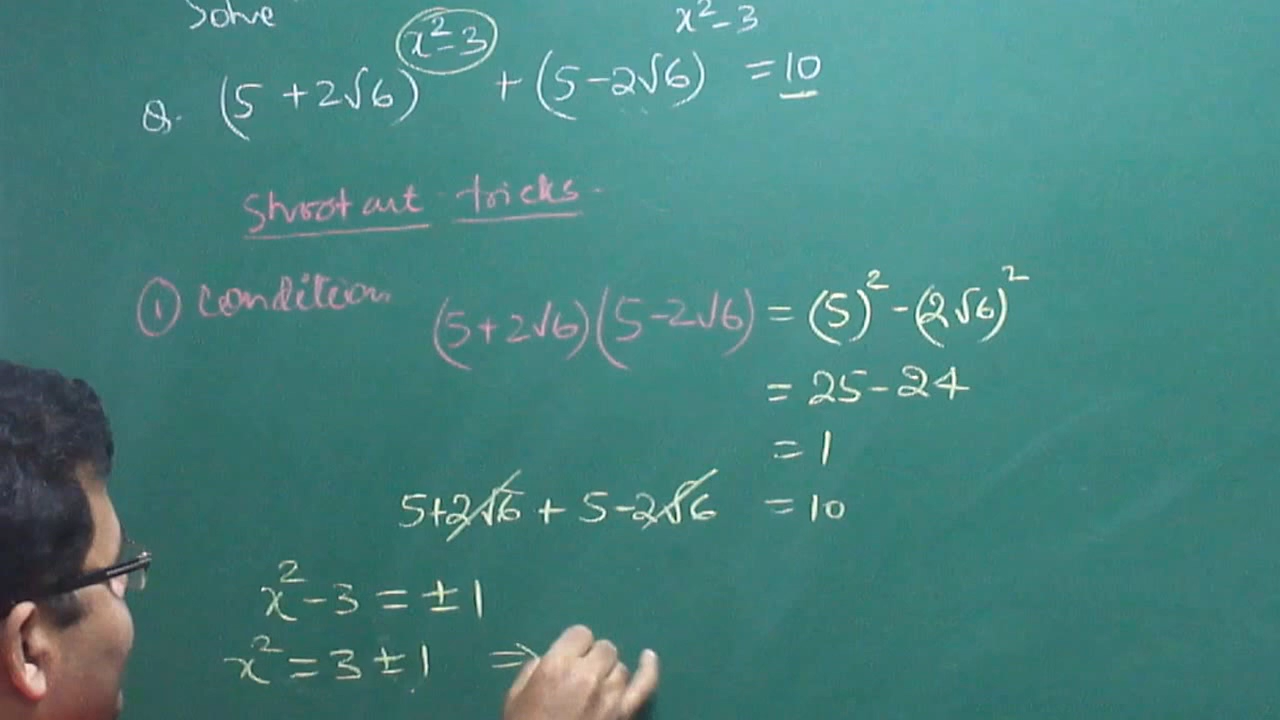 Solve
Q. (5 + 2√6)^(x² - 3) + (5 - 2√6)^(x² - 3) = 10
Shrootart tricks.
① Condition (5 + 2√6)(5 - 2√6) = (5)² - (2√6)²
= 25 - 24
= 1
5 + 2√6 + 5 - 2√6 = 10
x² - 3 = ± 1
x² = 3 ± 1 ⇒